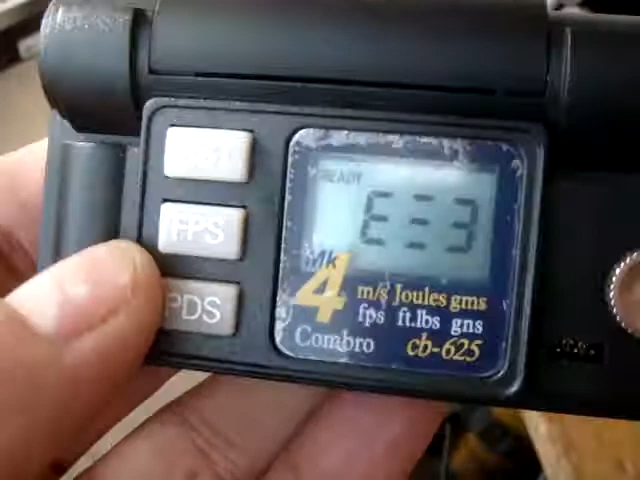 READY
E=3
FPS
PDS
Mk
4
m/s Joules gms
fps ft.lbs gns
Combro cb-625